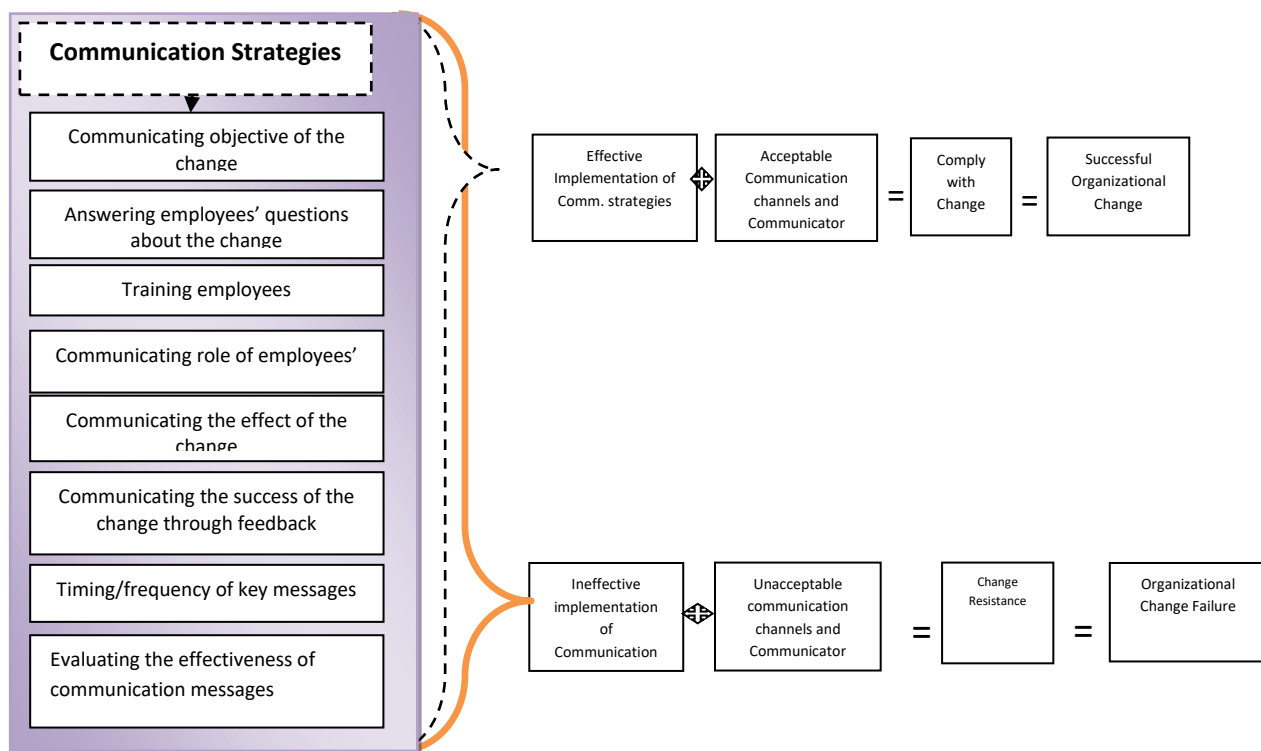 Communication Strategies
Communicating objective of the
change
Answering employees’ questions
about the change
Training employees
Communicating role of employees’
Communicating the effect of the
change
Communicating the success of the
change through feedback
Timing/frequency of key messages
Evaluating the effectiveness of
communication messages
Effective
Implementation of
Comm. strategies
Acceptable
Communication
channels and
Communicator
=
Comply
with
Change
=
Successful
Organizational
Change
Ineffective
implementation
of
Communication
Unacceptable
communication
channels and
Communicator
=
Change
Resistance
=
Organizational
Change Failure